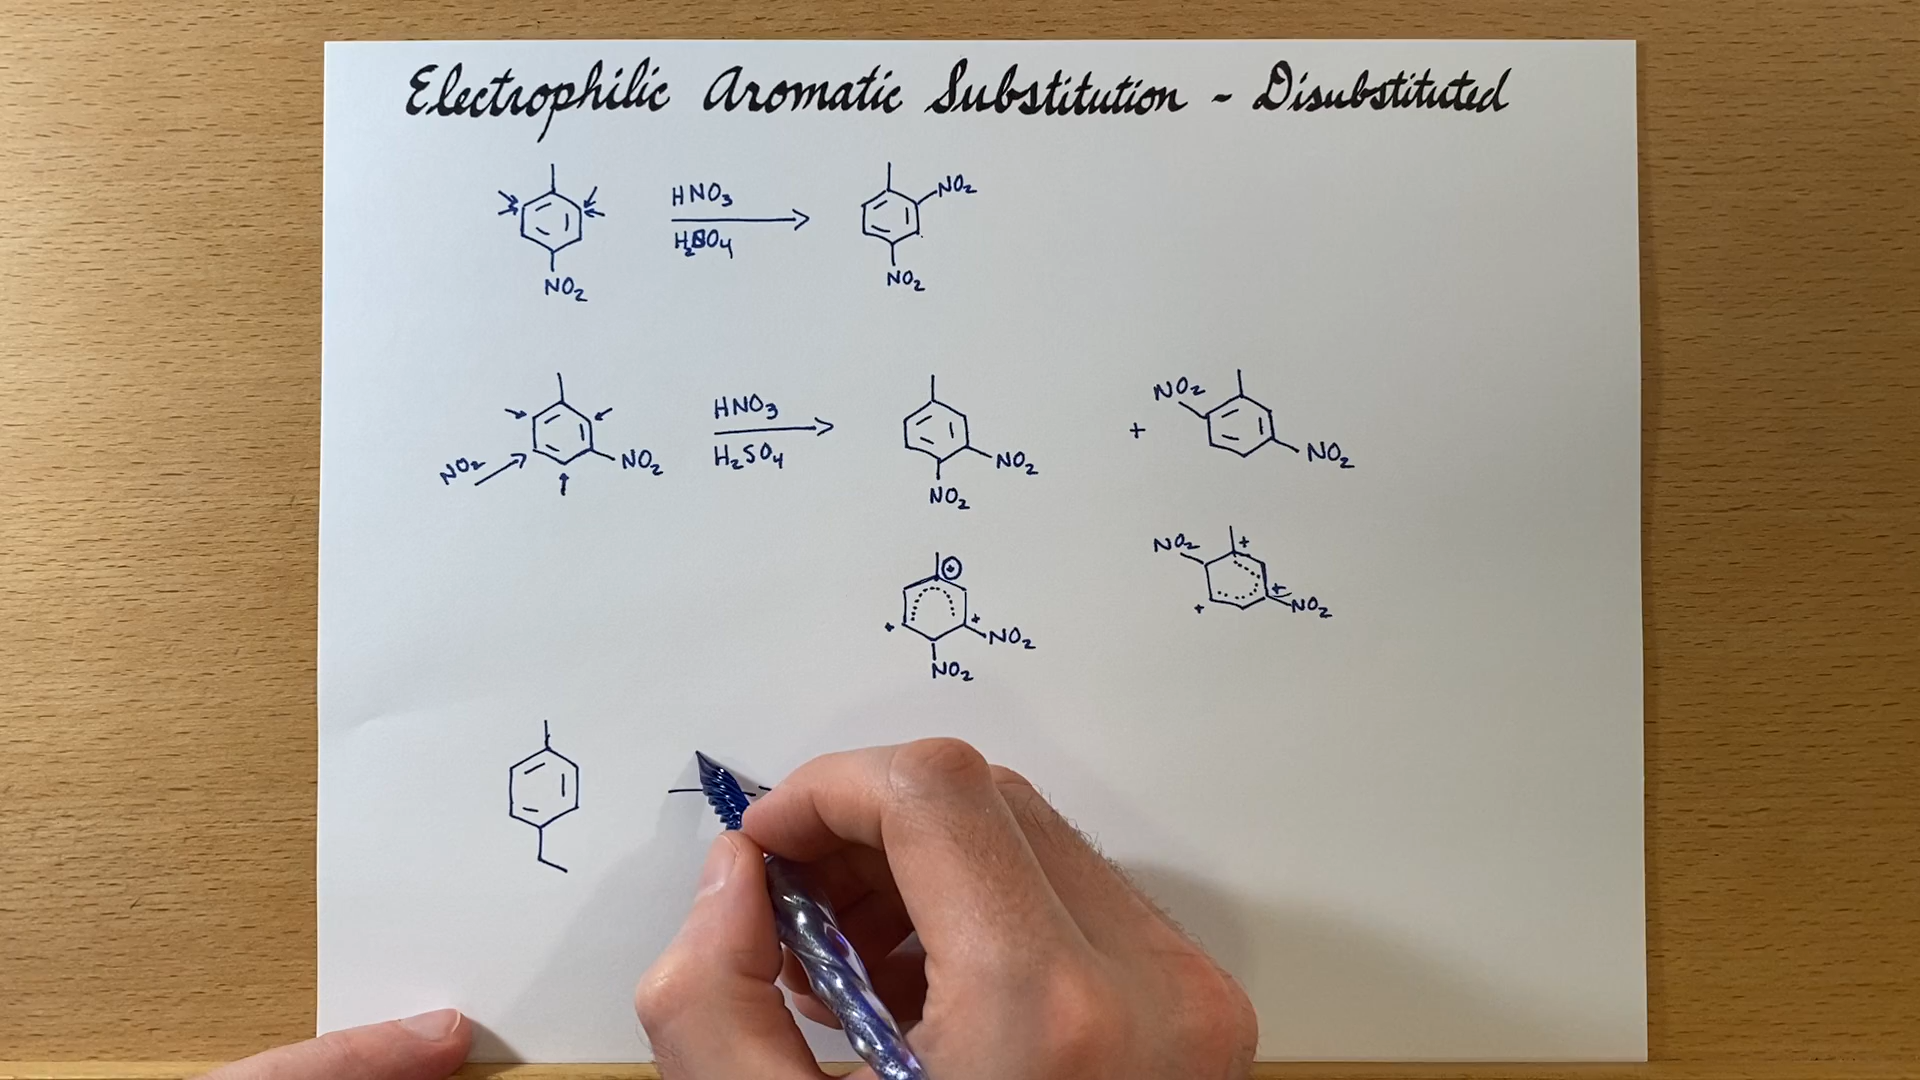 Electrophilic Aromatic Substitution - Disubstituted
NO2
HNO3
H2SO4
NO2
NO2
NO2
NO2
HNO3
H2SO4
NO2
NO2
+
NO2
NO2
+
+
+
NO2
NO2
NO2
+
+
+
NO2